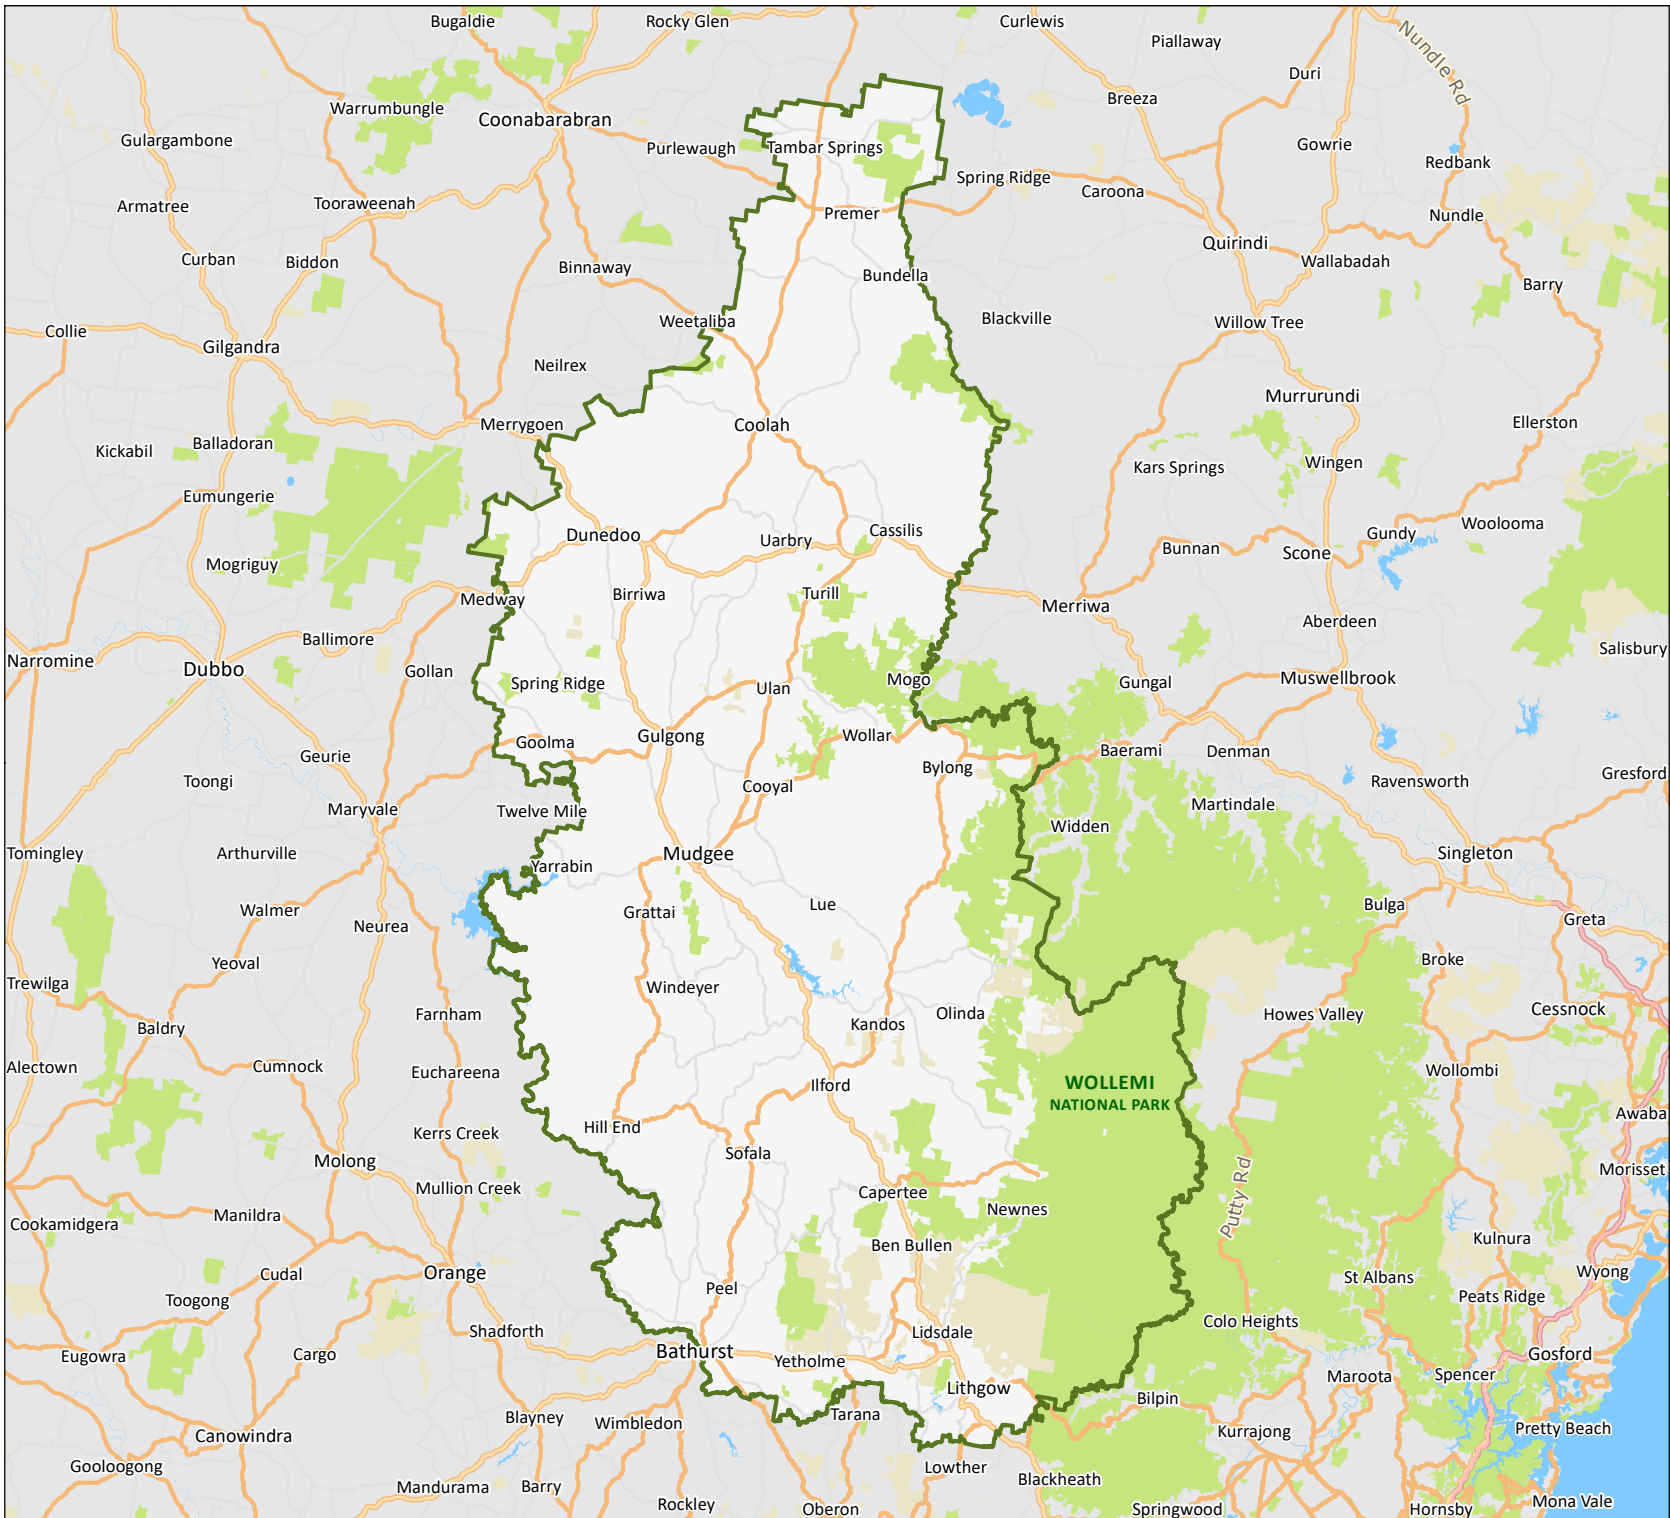 Bugaldie
Rocky Glen
Curlewis
Piallaway
Nundle Rd
Duri
Breeza
Warrumbungle
Coonabarabran
Gulargambone
Purlewaugh
Tambar Springs
Gowrie
Redbank
Spring Ridge
Caroona
Armatree
Tooraweenah
Premer
Nundle
Quirindi
Wallabadah
Curban
Biddon
Binnaway
Bundella
Barry
Collie
Weetaliba
Blackville
Willow Tree
Gilgandra
Neilrex
Murrurundi
Merrygoen
Coolah
Ellerston
Kickabil
Balladoran
Kars Springs
Wingen
Eumungerie
Dunedoo
Uarbry
Cassilis
Gundy
Woolooma
Bunnan
Scone
Mogriguy
Medway
Birriwa
Turill
Merriwa
Aberdeen
Ballimore
Salisbury
Narromine
Dubbo
Gollan
Spring Ridge
Ulan
Mogo
Gungal
Muswellbrook
Goolma
Gulgong
Wollar
Baerami
Denman
Geurie
Toongi
Cooyal
Bylong
Ravensworth
Gresford
Maryvale
Twelve Mile
Martindale
Widden
Tomingley
Arthurville
Mudgee
Singleton
Yarrabin
Walmer
Neurea
Grattai
Lue
Bulga
Greta
Yeoval
Broke
Trewilga
Windeyer
Baldry
Farnham
Kandos
Olinda
Howes Valley
Cessnock
Alectown
Cumnock
Euchareena
Ilford
WOLLEMI
NATIONAL PARK
Wollombi
Awaba
Kerrs Creek
Hill End
Sofala
Molong
Morisset
Mullion Creek
Capertee
Putty Rd
Cookamidgera
Manildra
Newnes
Ben Bullen
Kulnura
Orange
Cudal
St Albans
Wyong
Toogong
Peel
Peats Ridge
Colo Heights
Shadforth
Lidsdale
Eugowra
Cargo
Bathurst
Yetholme
Gosford
Maroota
Spencer
Lithgow
Bilpin
Blayney
Wimbledon
Tarana
Pretty Beach
Canowindra
Kurrajong
Gooloogong
Lowther
Mandurama
Barry
Blackheath
Rockley
Oberon
Springwood
Hornsby
Mona Vale